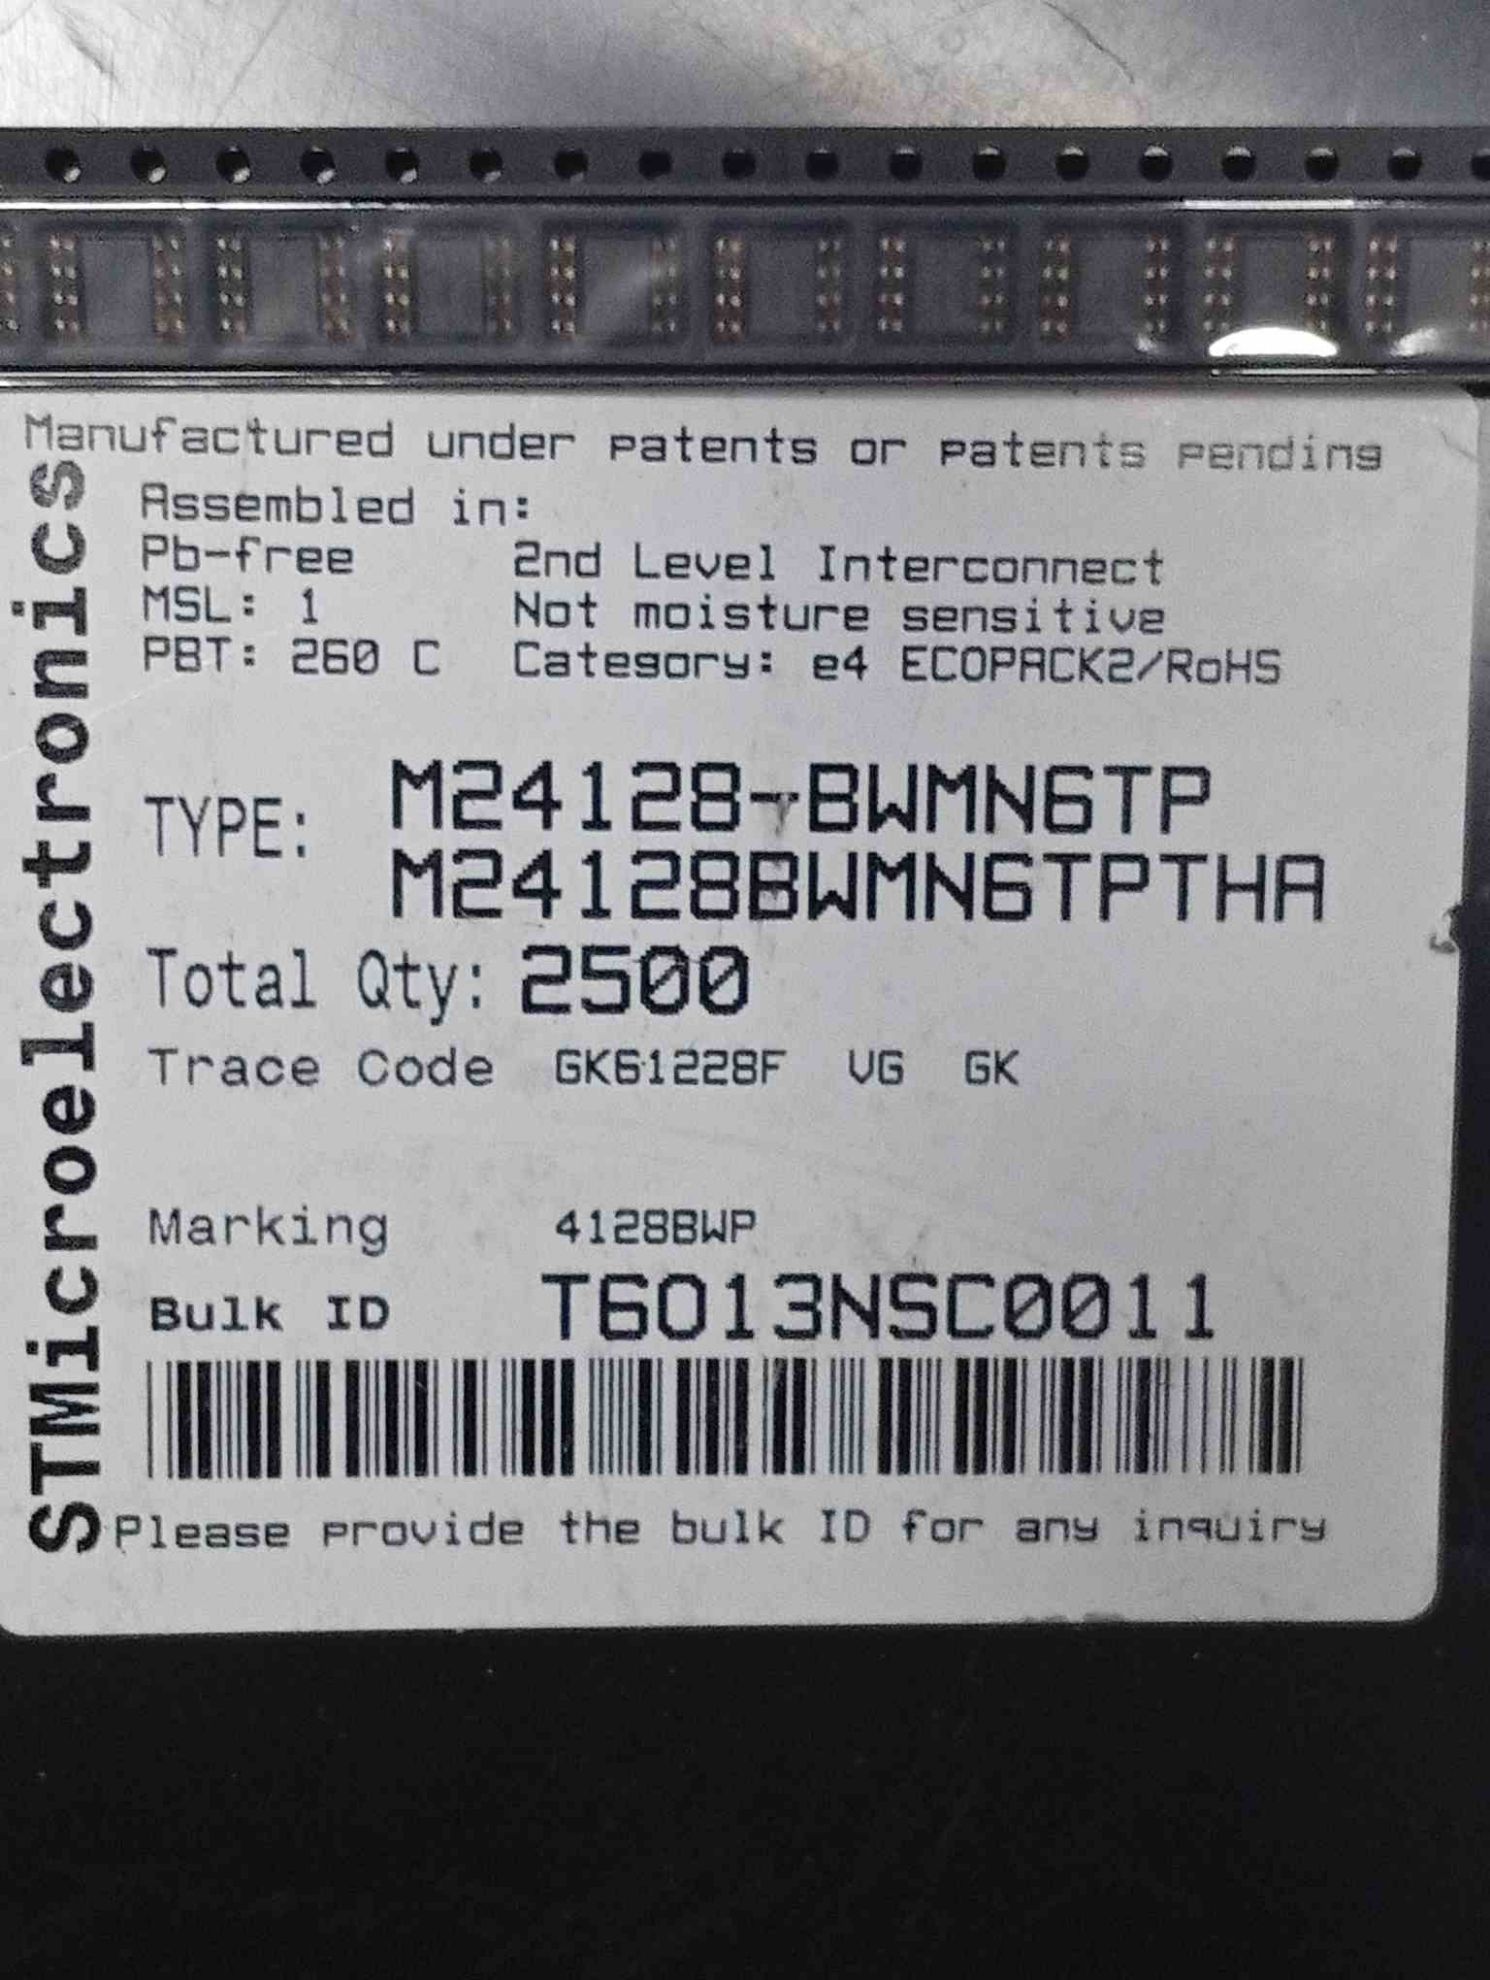 Manufactured under patents or patents pending
Assembled in:
Pb-free 2nd Level Interconnect
MSL: 1 Not moisture sensitive
PBT: 260 C Category: e4 ECOPACK2/RoHS
TYPE: M24128-BWMN6TP
M24128BWMN6TPTHA
Total Qty: 2500
Trace Code GK61228F VG GK
Marking 4128BWP
Bulk ID T6013NSC0011
Please provide the bulk ID for any inquiry
STMicroelectronics